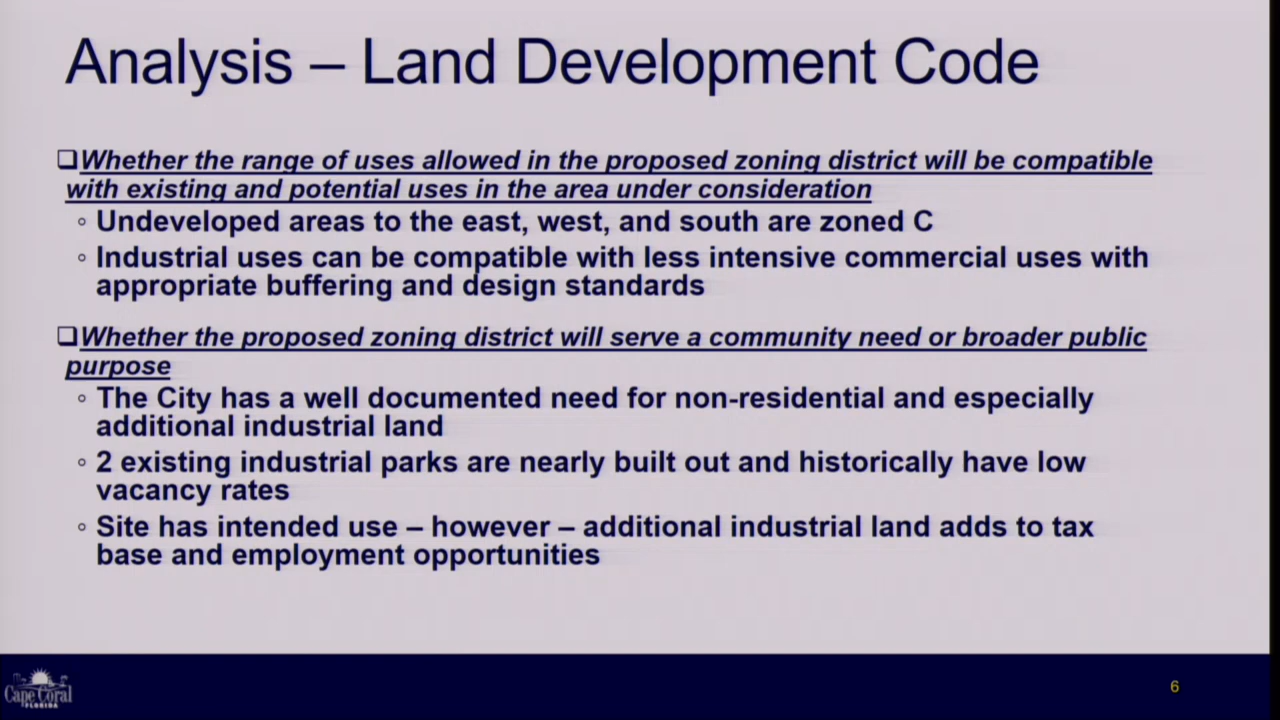 Analysis – Land Development Code
❑Whether the range of uses allowed in the proposed zoning district will be compatible
with existing and potential uses in the area under consideration
◦ Undeveloped areas to the east, west, and south are zoned C
◦ Industrial uses can be compatible with less intensive commercial uses with
appropriate buffering and design standards
❑Whether the proposed zoning district will serve a community need or broader public
purpose
◦ The City has a well documented need for non-residential and especially
additional industrial land
◦ 2 existing industrial parks are nearly built out and historically have low
vacancy rates
◦ Site has intended use – however – additional industrial land adds to tax
base and employment opportunities
Cape Coral
FLORIDA
6